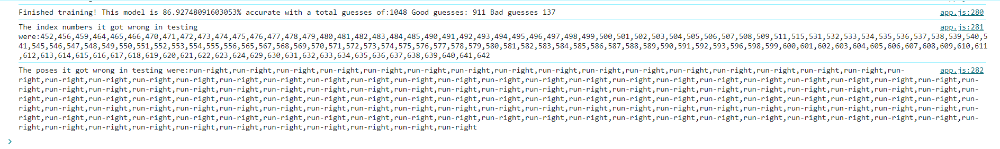 Finished training! This model is 86.92748091603053% accurate with a total guesses of:1048 Good guesses: 911 Bad guesses 137 app.js:280
The index numbers it got wrong in testing app.js:281
were:452,456,459,464,465,466,470,471,472,473,474,475,476,477,478,479,480,481,482,483,484,485,490,491,492,493,494,495,496,497,498,499,500,501,502,503,504,505,506,507,508,509,511,515,531,532,533,534,535,536,537,538,539,540,5
41,545,546,547,548,549,550,551,552,553,554,555,556,565,567,568,569,570,571,572,573,574,575,576,577,578,579,580,581,582,583,584,585,586,587,588,589,590,591,592,593,596,598,599,600,601,602,603,604,605,606,607,608,609,610,611
,612,613,614,615,616,617,618,619,620,621,622,623,624,629,630,631,632,633,634,635,636,637,638,639,640,641,642
The poses it got wrong in testing were:run-right,run-right,run-right,run-right,run-right,run-right,run-right,run-right,run-right,run-right,run-right,run-right,run-right,run-right,run-right,run-right,run- app.js:282
right,run-right,run-right,run-right,run-right,run-right,run-right,run-right,run-right,run-right,run-right,run-right,run-right,run-right,run-right,run-right,run-right,run-right,run-right,run-right,run-right,run-right,run-
right,run-right,run-right,run-right,run-right,run-right,run-right,run-right,run-right,run-right,run-right,run-right,run-right,run-right,run-right,run-right,run-right,run-right,run-right,run-right,run-right,run-right,run-
right,run-right,run-right,run-right,run-right,run-right,run-right,run-right,run-right,run-right,run-right,run-right,run-right,run-right,run-right,run-right,run-right,run-right,run-right,run-right,run-right,run-right,run-
right,run-right,run-right,run-right,run-right,run-right,run-right,run-right,run-right,run-right,run-right,run-right,run-right,run-right,run-right,run-right,run-right,run-right,run-right,run-right,run-right,run-right,run-
right,run-right,run-right,run-right,run-right,run-right,run-right,run-right,run-right,run-right,run-right,run-right,run-right,run-right,run-right,run-right,run-right,run-right,run-right,run-right,run-right,run-right,run-
right,run-right,run-right,run-right,run-right,run-right,run-right,run-right,run-right,run-right,run-right